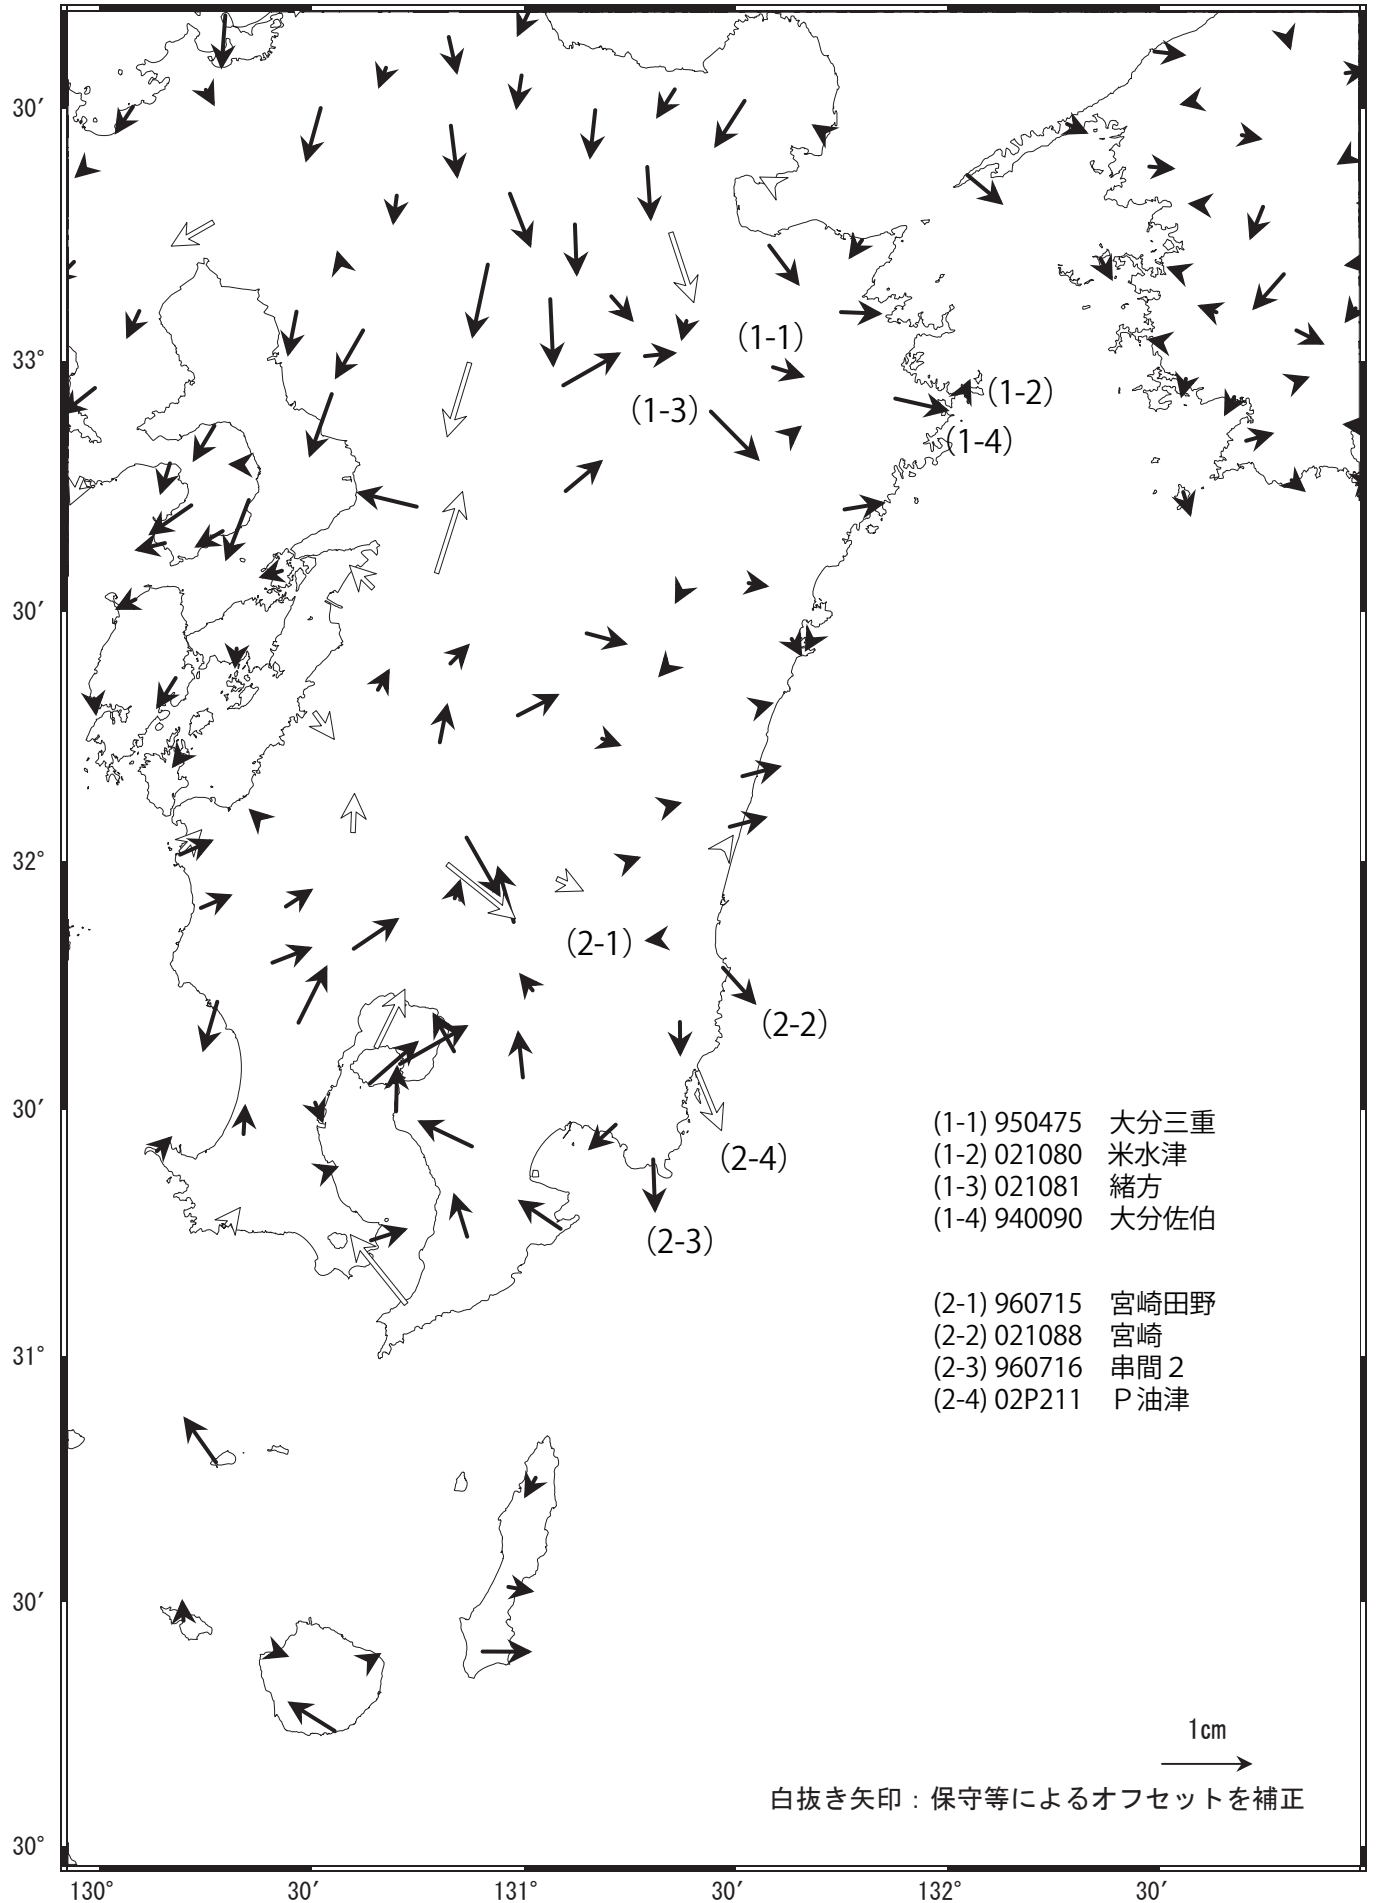 30′
33°
30′
32°
30′
31°
30′
30°
130°
30′
131°
30′
132°
30′
(1-1)
(1-2)
(1-3)
(1-4)
(2-1)
(2-2)
(2-4)
(2-3)
(1-1) 950475 大分三重
(1-2) 021080 米水津
(1-3) 021081 緒方
(1-4) 940090 大分佐伯
(2-1) 960715 宮崎田野
(2-2) 021088 宮崎
(2-3) 960716 串間２
(2-4) 02P211 Ｐ油津
1cm
白抜き矢印：保守等によるオフセットを補正